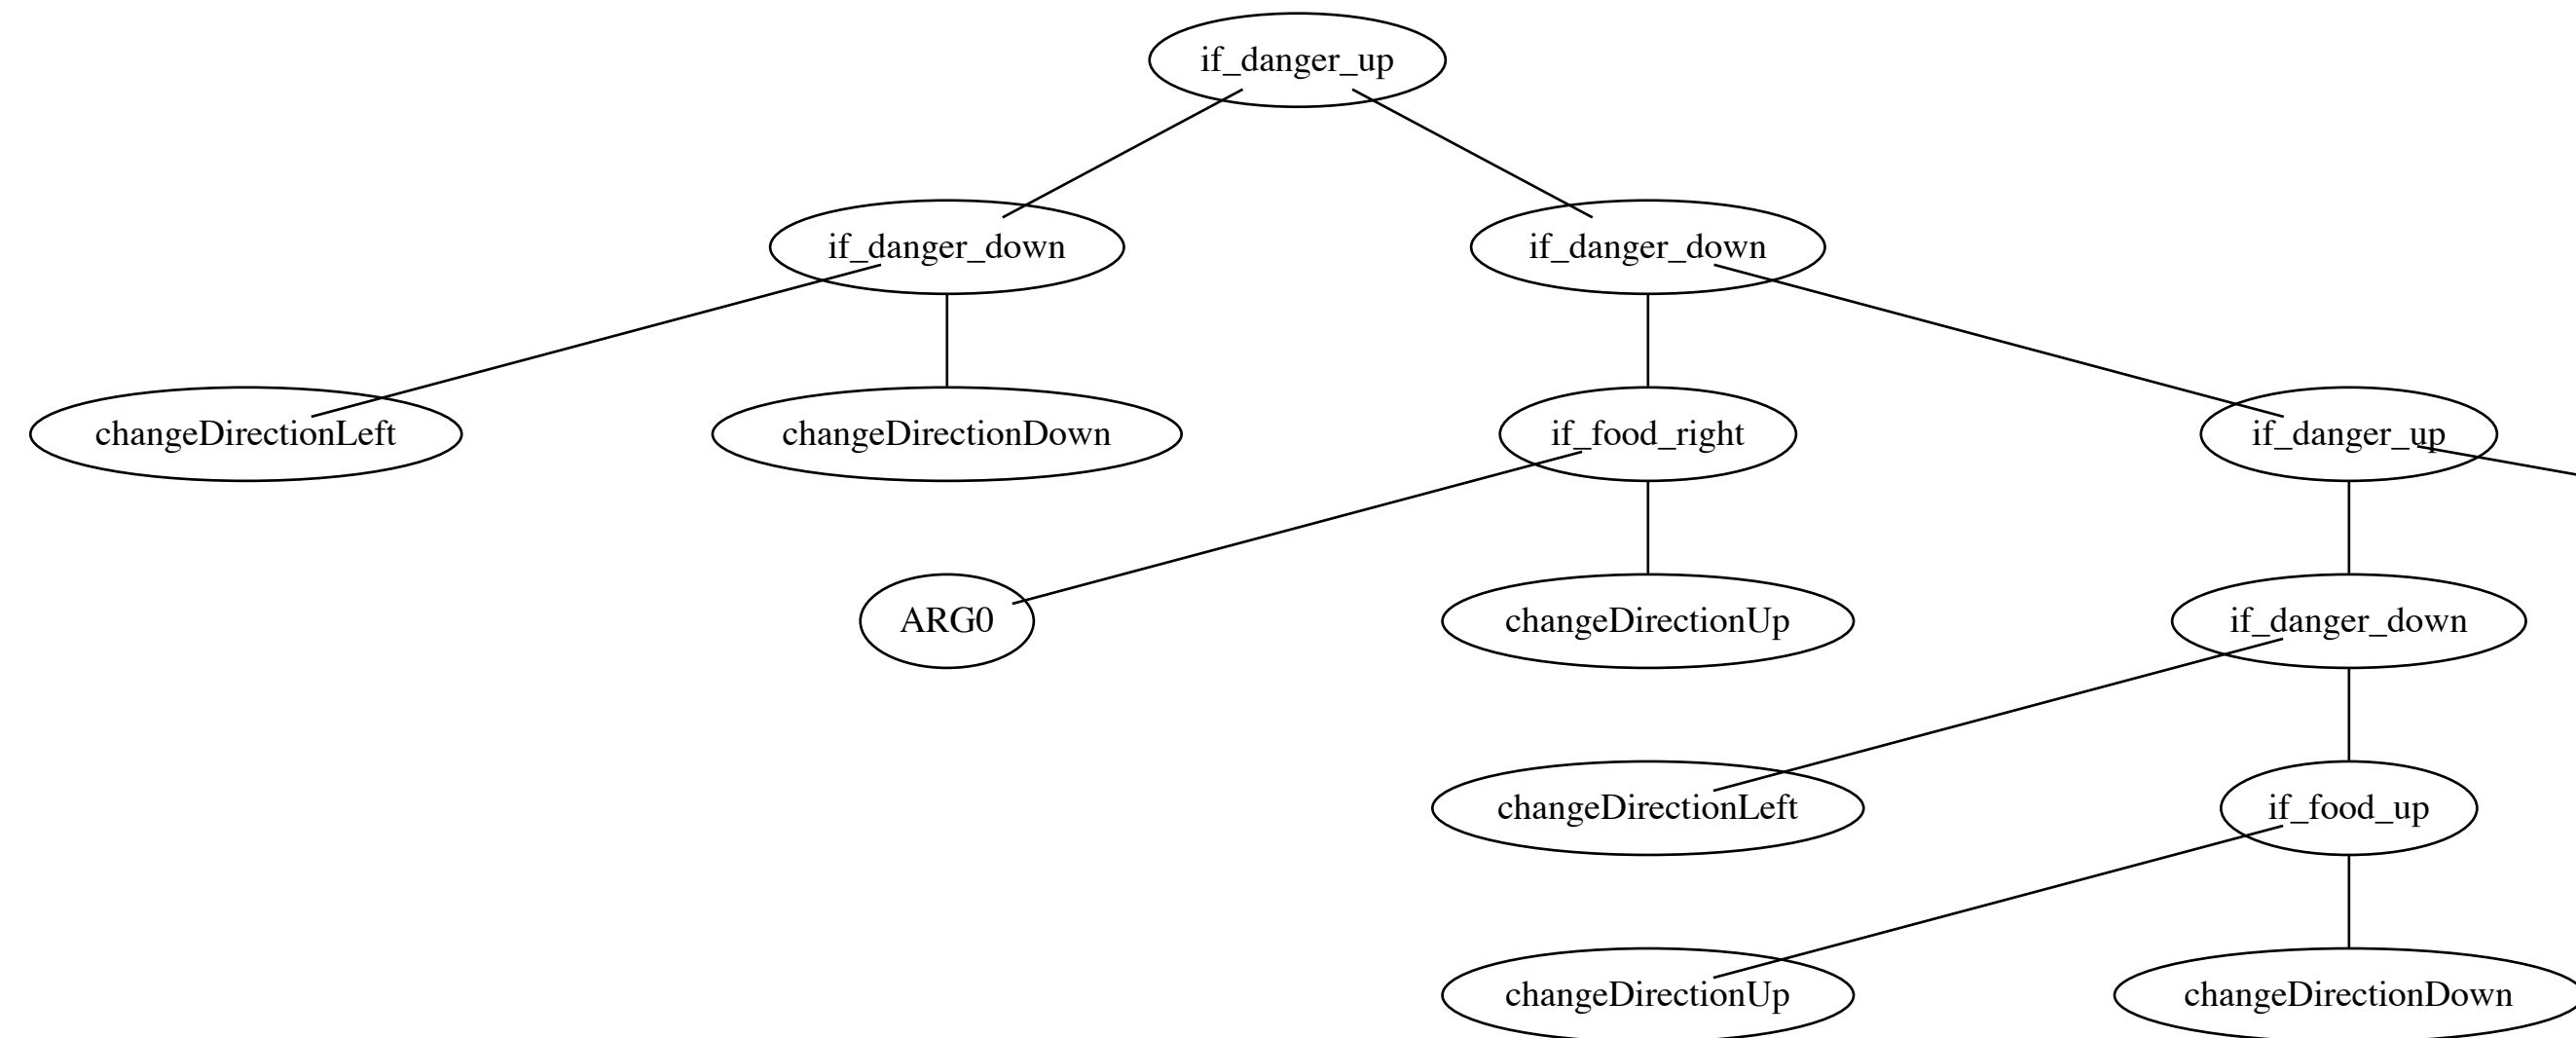 if_danger_up
if_danger_down
if_danger_down
changeDirectionLeft
changeDirectionDown
if_food_right
if_danger_up
ARG0
changeDirectionUp
if_danger_down
changeDirectionLeft
if_food_up
changeDirectionUp
changeDirectionDown